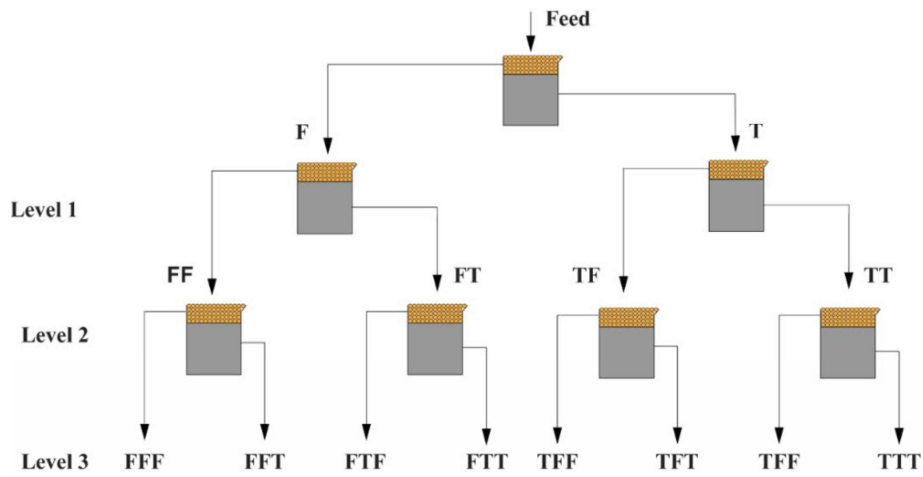 Feed
F
T
Level 1
FF
FT
TF
TT
Level 2
Level 3
FFF
FFT
FTF
FTT
TFF
TFT
TFF
TTT